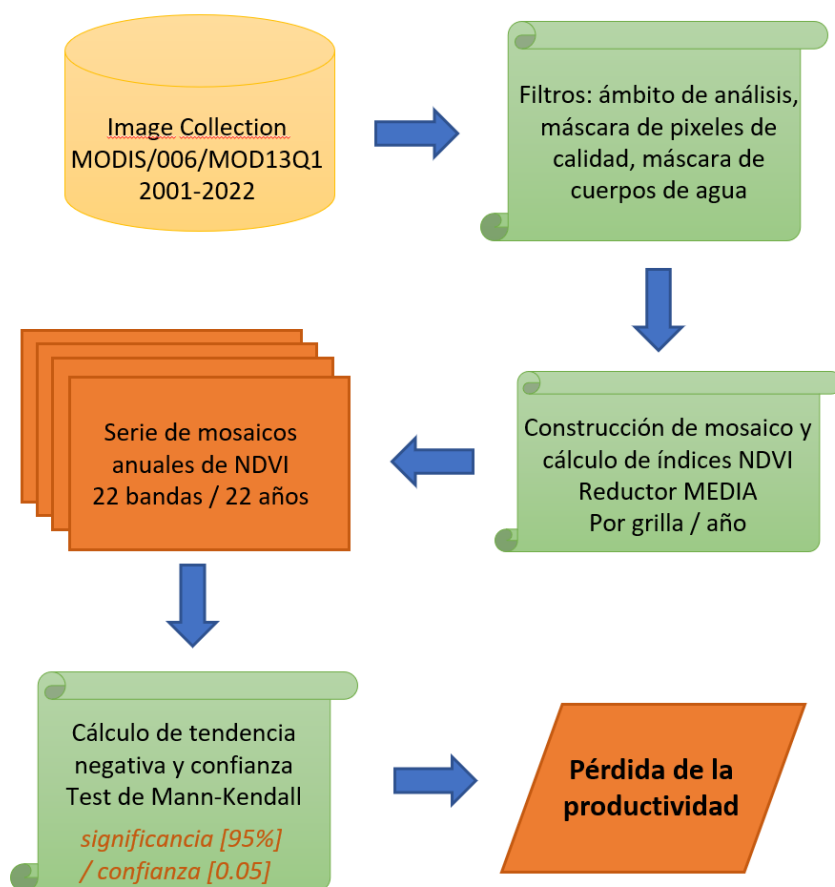 Image Collection
MODIS/006/MOD13Q1
2001-2022
Filtros: ámbito de análisis,
máscara de pixeles de
calidad, máscara de
cuerpos de agua
Construcción de mosaico y
cálculo de índices NDVI
Reductor MEDIA
Por grilla / año
Serie de mosaicos
anuales de NDVI
22 bandas / 22 años
Cálculo de tendencia
negativa y confianza
Test de Mann-Kendall
significancia [95%]
/ confianza [0.05]
Pérdida de la
productividad